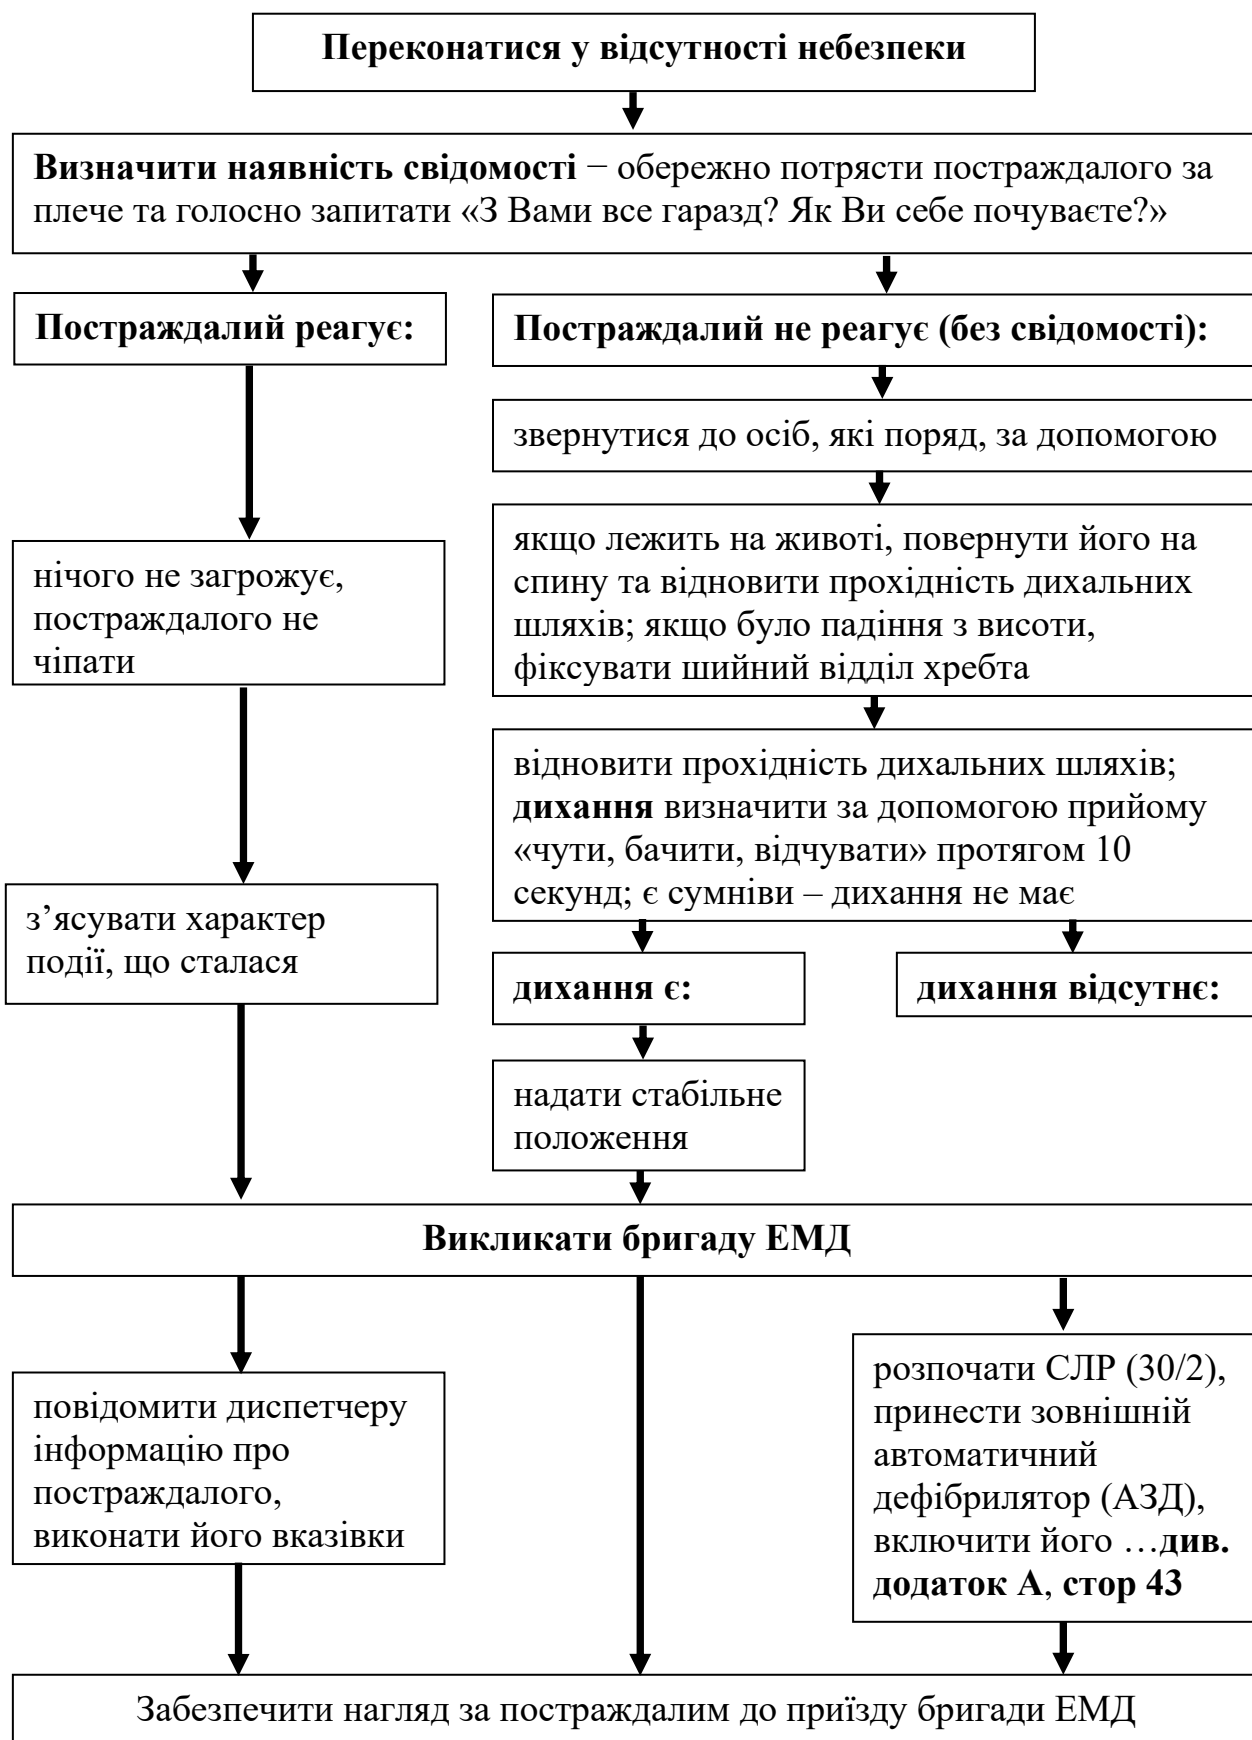 Переконатися у відсутності небезпеки
Визначити наявність свідомості − обережно потрясти постраждалого за
плече та голосно запитати «З Вами все гаразд? Як Ви себе почуваєте?»
Постраждалий реагує:
Постраждалий не реагує (без свідомості):
звернутися до осіб, які поряд, за допомогою
нічого не загрожує,
постраждалого не
чіпати
якщо лежить на животі, повернути його на
спину та відновити прохідність дихальних
шляхів; якщо було падіння з висоти,
фіксувати шийний відділ хребта
відновити прохідність дихальних шляхів;
дихання визначити за допомогою прийому
«чути, бачити, відчувати» протягом 10
секунд; є сумніви – дихання не має
з’ясувати характер
події, що сталася
дихання є:
дихання відсутнє:
надати стабільне
положення
Викликати бригаду ЕМД
повідомити диспетчеру
інформацію про
постраждалого,
виконати його вказівки
розпочати СЛР (30/2),
принести зовнішній
автоматичний
дефібрилятор (АЗД),
включити його …див.
додаток А, стор 43
Забезпечити нагляд за постраждалим до приїзду бригади ЕМД